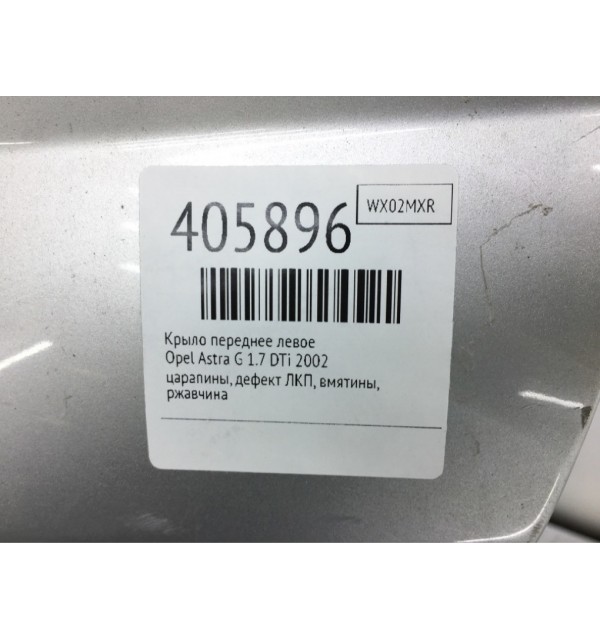 405896
WX02MXR
Крыло переднее левое
Opel Astra G 1.7 DTi 2002
царапины, дефект ЛКП, вмятины,
ржавчина